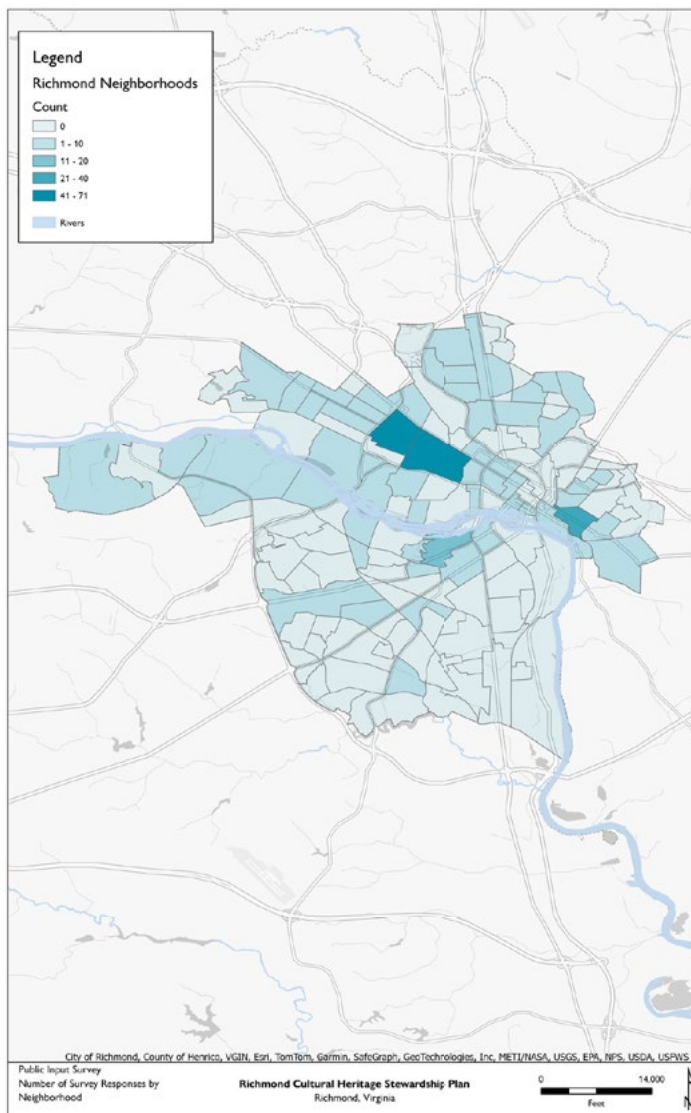 Legend
Richmond Neighborhoods
Count
0
1 - 10
11 - 20
21 - 40
41 - 71
Rivers
City of Richmond, County of Henrico, VGIN, Esri, TomTom, Garmin, SafeGraph, GeoTechnologies, Inc, METI/NASA, USGS, EPA, NPS, USDA, USFWS
Public Input Survey
Number of Survey Responses by
Neighborhood
Richmond Cultural Heritage Stewardship Plan
Richmond, Virginia
0 14,000
Feet
N